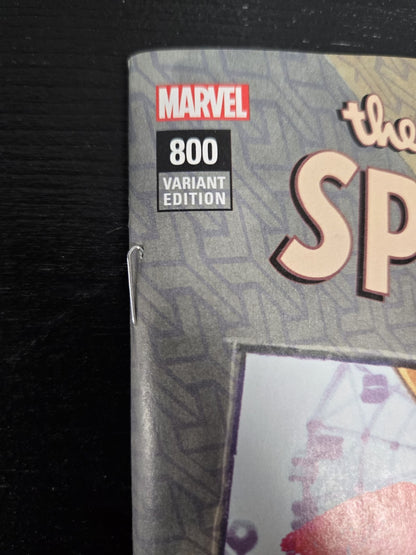 MARVEL
800
VARIANT
EDITION
the
SP